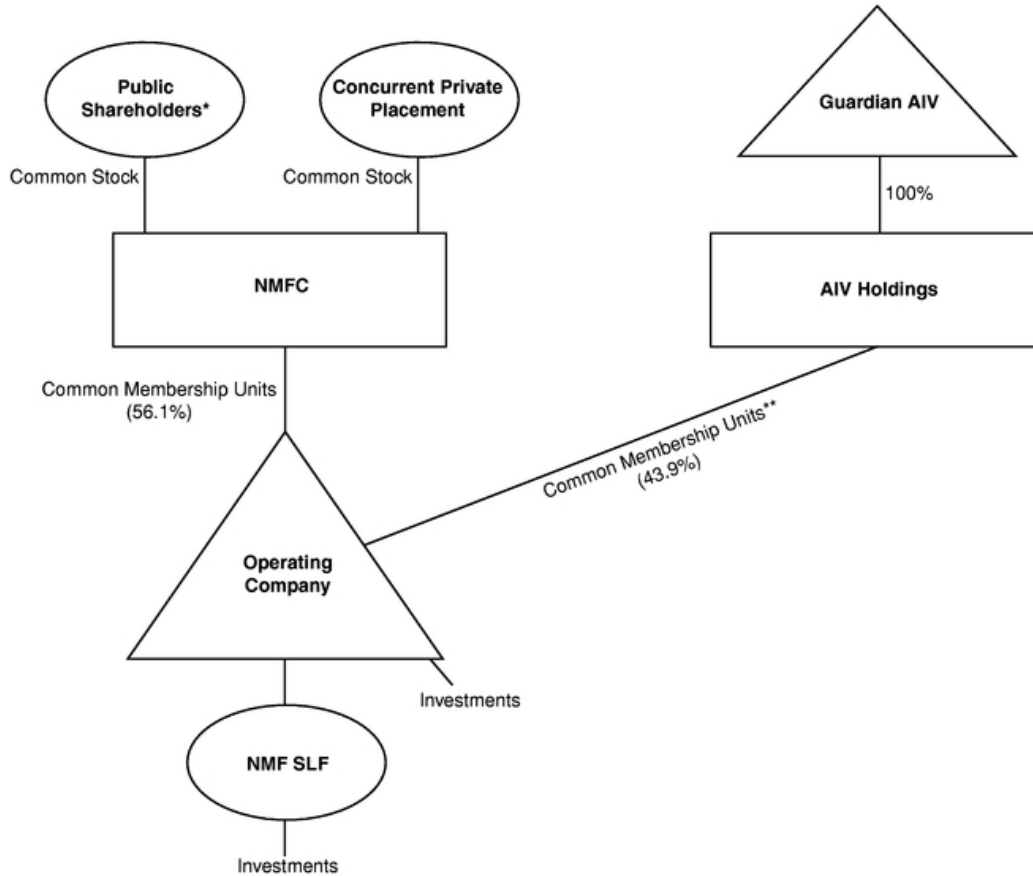 Public
Shareholders*
Concurrent Private
Placement
Guardian AIV
Common Stock
Common Stock
100%
NMFC
AIV Holdings
Common Membership Units
(56.1%)
Common Membership Units**
(43.9%)
Operating
Company
Investments
NMF SLF
Investments